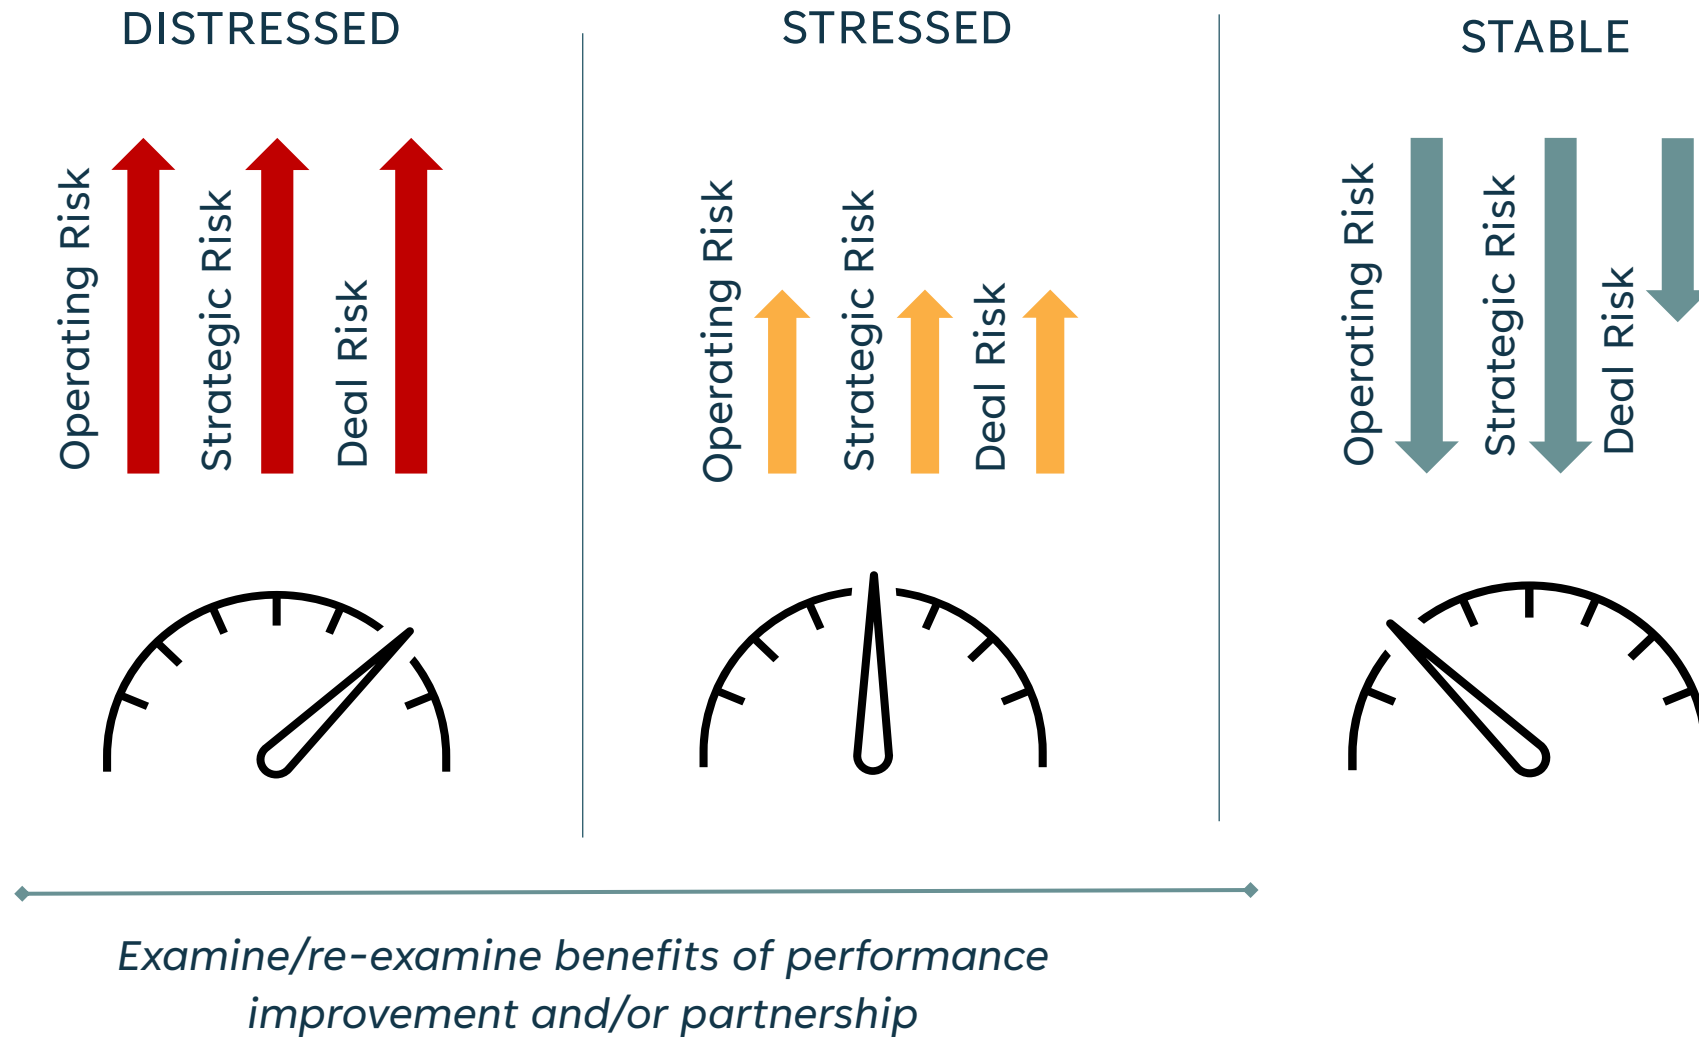 DISTRESSED
Operating Risk
Strategic Risk
Deal Risk
STRESSED
Operating Risk
Strategic Risk
Deal Risk
STABLE
Operating Risk
Strategic Risk
Deal Risk
Examine/re-examine benefits of performance
improvement and/or partnership